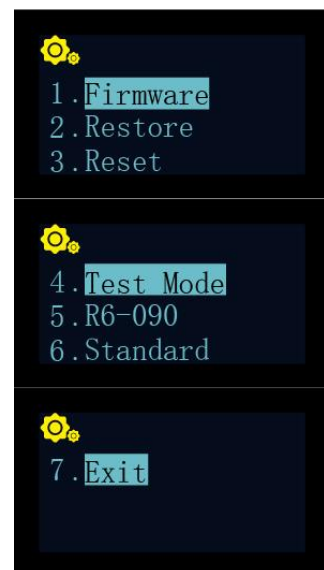 1.Firmware
2.Restore
3.Reset
4.Test Mode
5.R6-090
6.Standard
7.Exit